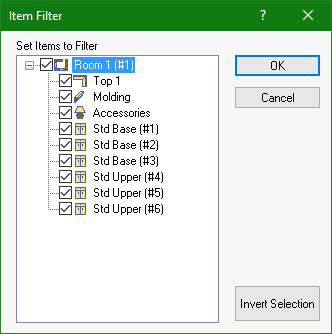 Item Filter
Set Items to Filter
Room 1 (#1)
Top 1
Molding
Accessories
Std Base (#1)
Std Base (#2)
Std Base (#3)
Std Upper (#4)
Std Upper (#5)
Std Upper (#6)
OK
Cancel
Invert Selection